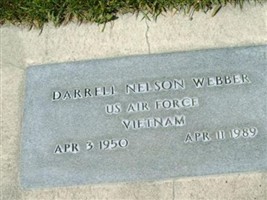 DARRELL NELSON WEBBER
US AIR FORCE
VIETNAM
APR 3 1950 APR 11 1989